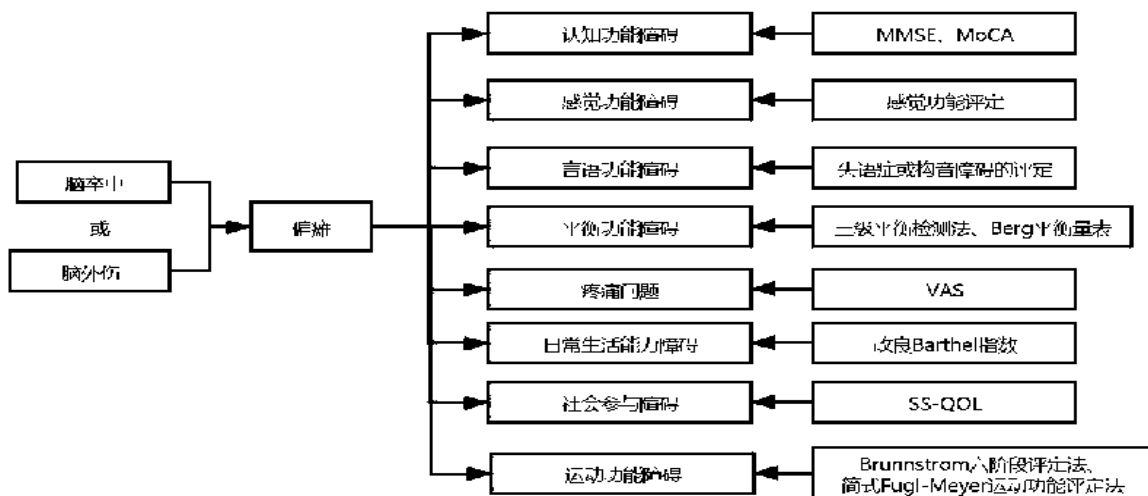 认知功能障碍
MMSE、MoCA
感觉功能障碍
感觉功能评定
言语功能障碍
失语症或构音障碍的评定
脑卒中
或
脑外伤
偏瘫
平衡功能障碍
三级平衡检测法、Berg平衡量表
疼痛问题
VAS
日常生活能力障碍
改良Barthel指数
社会参与障碍
SS-QOL
运动功能障碍
Brunnstrom六阶段评定法、
简式Fugl-Meyer运动功能评定法